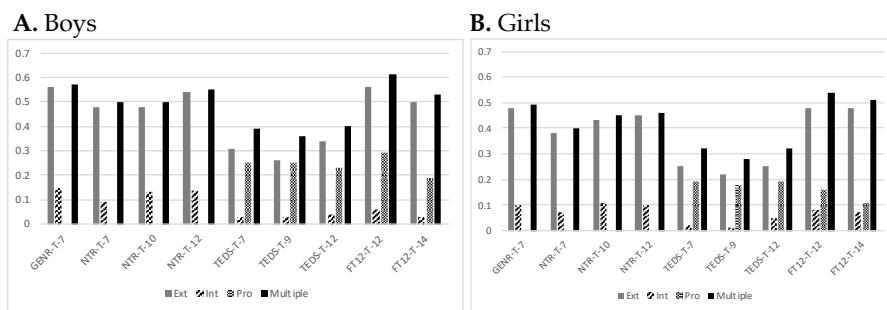 A. Boys
0.7
0.6
0.5
0.4
0.3
0.2
0.1
0
GENR-T-7
NTR-T-7
NTR-T-10
NTR-T-12
TEDS-T-7
TEDS-T-9
TEDS-T-12
FT12-T-12
FT12-T-14
Ext Int Pro Multiple
B. Girls
0.7
0.6
0.5
0.4
0.3
0.2
0.1
0
GENR-T-7
NTR-T-7
NTR-T-10
NTR-T-12
TEDS-T-7
TEDS-T-9
TEDS-T-12
FT12-T-12
FT12-T-14
Ext Int Pro Multiple